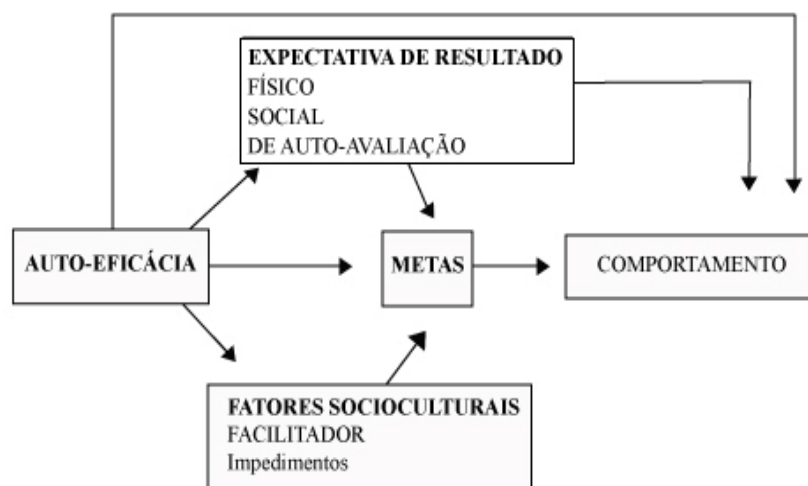 EXPECTATIVA DE RESULTADO
FÍSICO
SOCIAL
DE AUTO-AVALIAÇÃO
AUTO-EFICÁCIA
METAS
COMPORTAMENTO
FATORES SOCIOCULTURAIS
FACILITADOR
Impedimentos